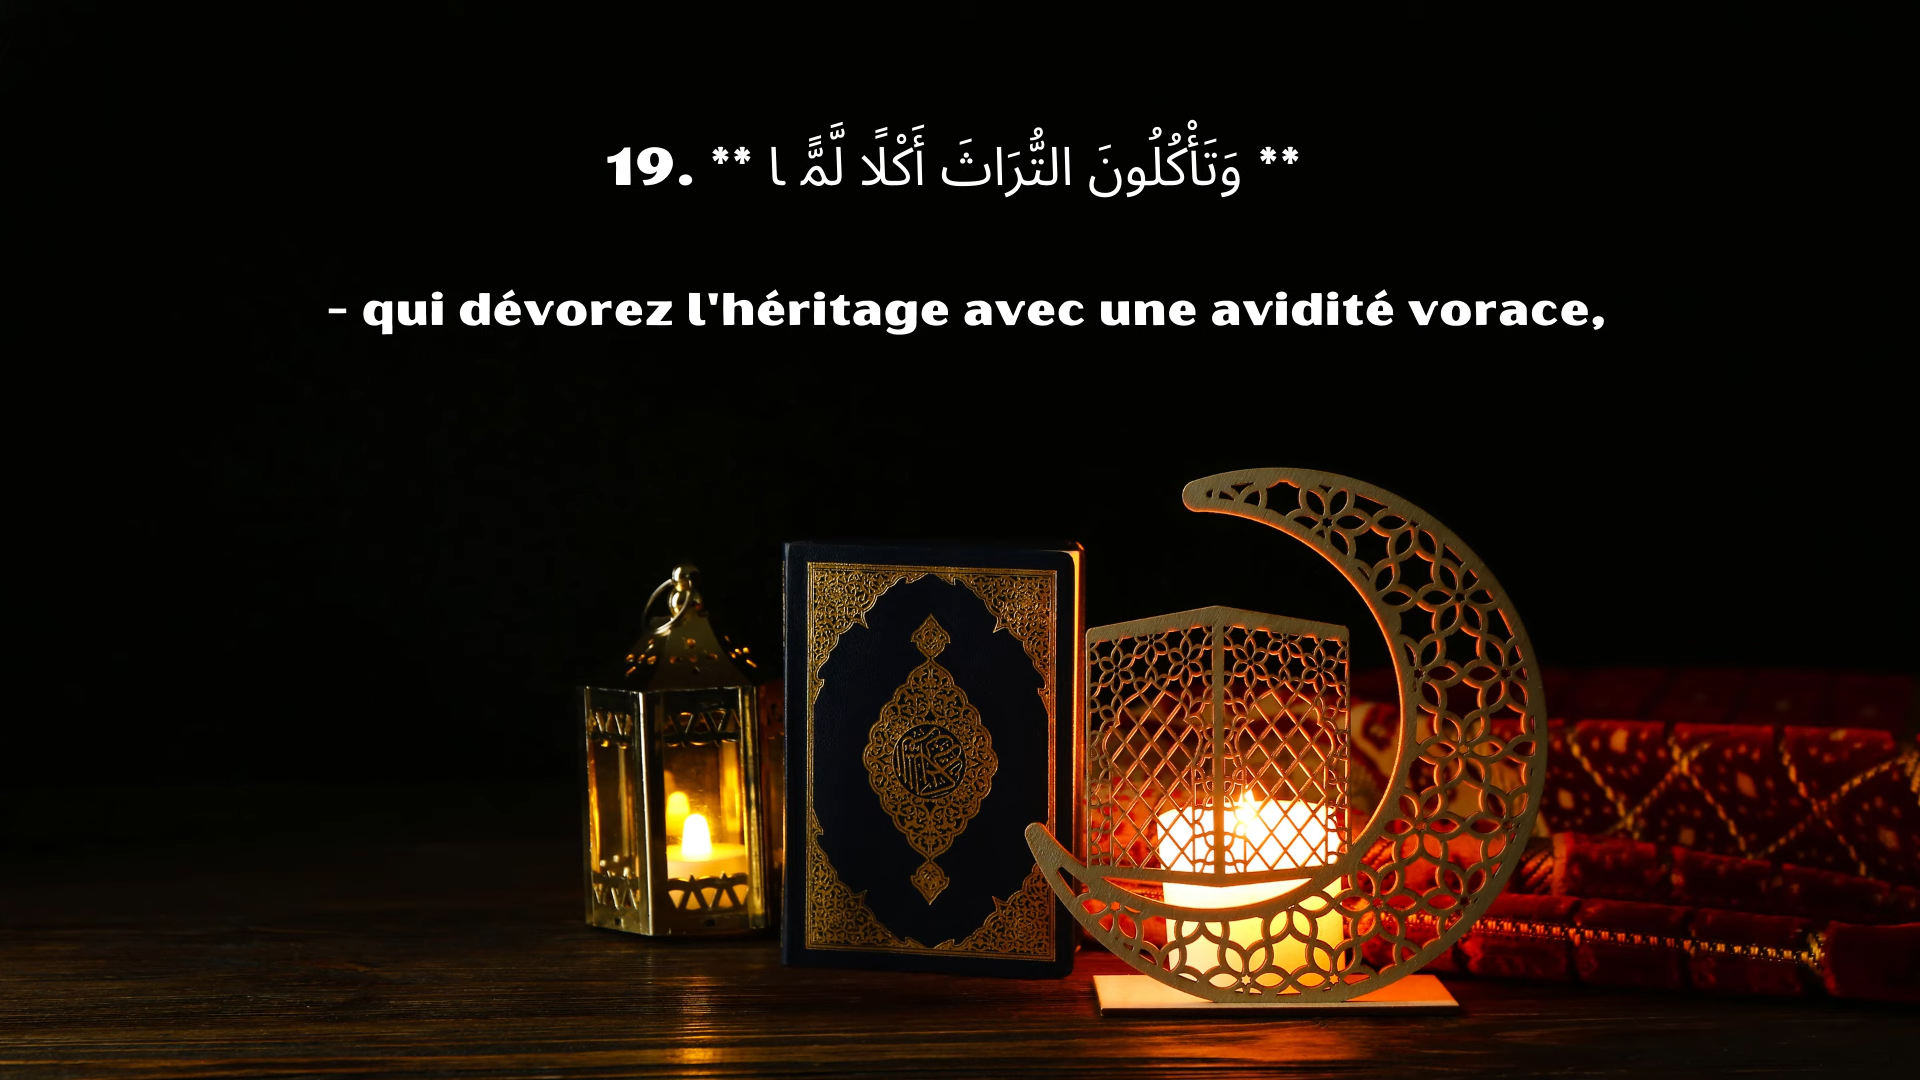 19. ** وَتَأْكُلُونَ التُّرَاثَ أَكْلًا لَّمًّ ا **
- qui dévorez l'héritage avec une avidité vorace,